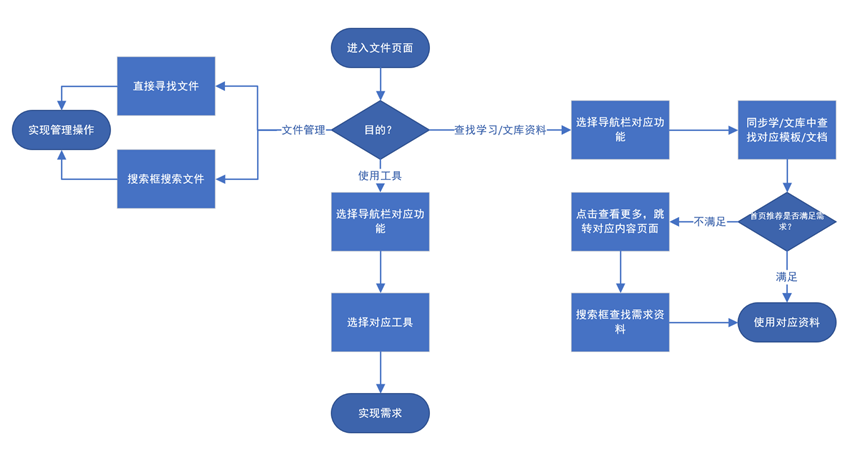 进入文件页面
直接寻找文件
实现管理操作
文件管理
目的？
查找学习/文库资料
选择导航栏对应功
能
同步学/文库中查
找对应模板/文档
搜索框搜索文件
使用工具
选择导航栏对应功
能
点击查看更多，跳
转对应内容页面
不满足
首页推荐是否满足需
求？
满足
选择对应工具
搜索框查找需求资
料
使用对应资料
实现需求